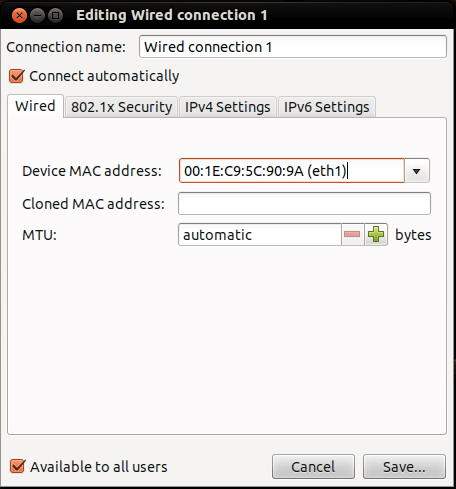 Editing Wired connection 1
Connection name: Wired connection 1
Connect automatically
Wired 802.1x Security IPv4 Settings IPv6 Settings
Device MAC address: 00:1E:C9:5C:90:9A (eth1)
Cloned MAC address:
MTU: automatic bytes
Available to all users Cancel Save...